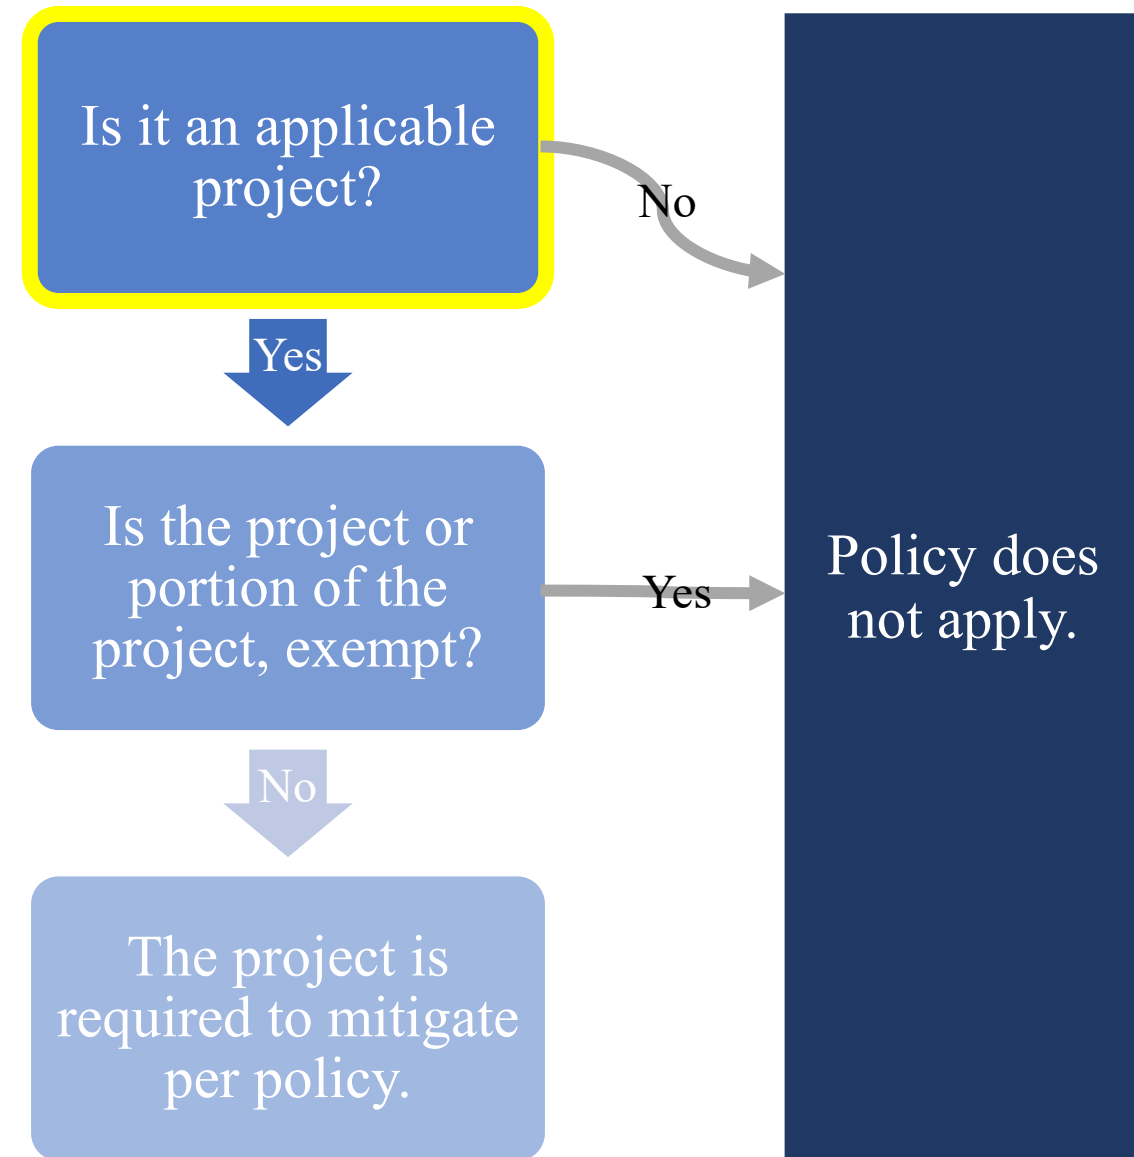 Is it an applicable
project?
No
Yes
Is the project or
portion of the
project, exempt?
Yes
Policy does
not apply.
No
The project is
required to mitigate
per policy.